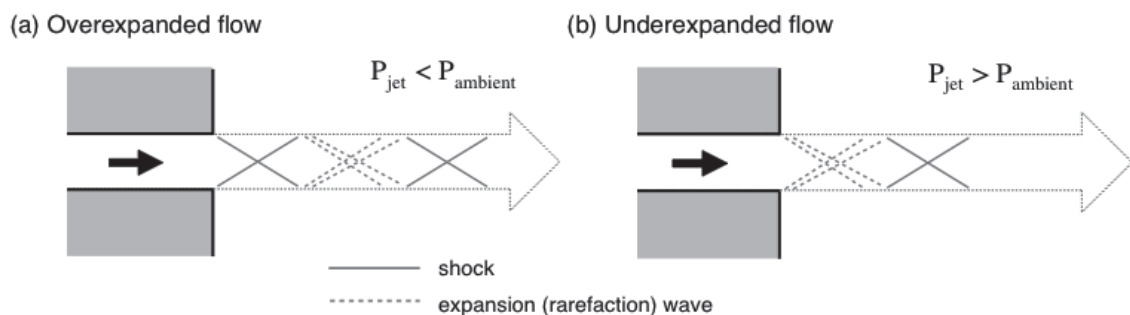 (a) Overexpanded flow
P_jet < P_ambient
(b) Underexpanded flow
P_jet > P_ambient
shock
expansion (rarefaction) wave